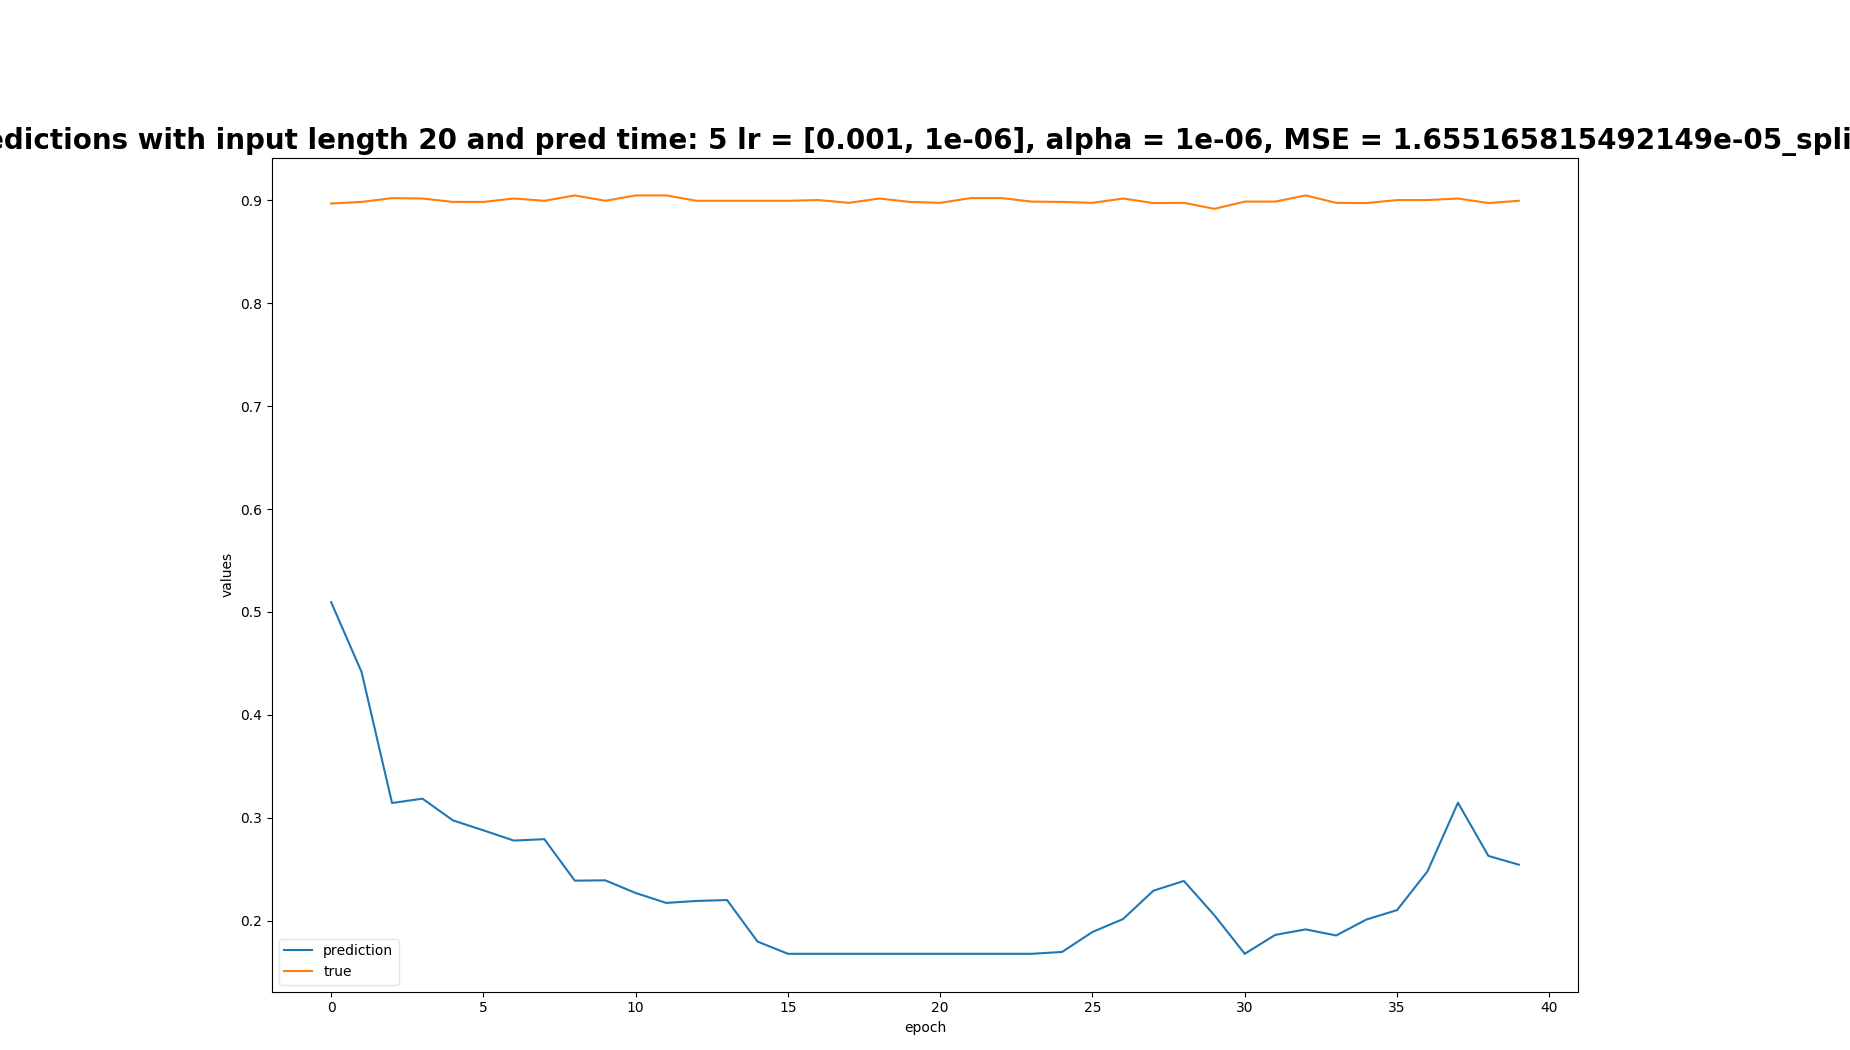 edictions with input length 20 and pred time: 5 lr = [0.001, 1e-06], alpha = 1e-06, MSE = 1.655165815492149e-05_spli
0.9
0.8
0.7
0.6
0.5
0.4
0.3
0.2
values
prediction
true
0 5 10 15 20 25 30 35 40
epoch